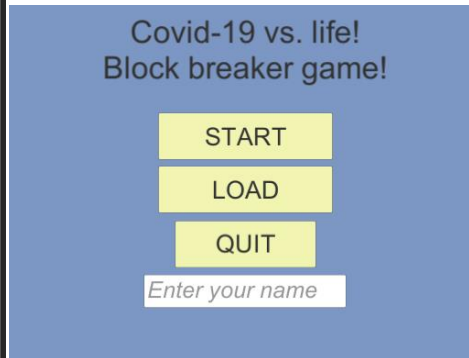 Covid-19 vs. life!
Block breaker game!
START
LOAD
QUIT
Enter your name